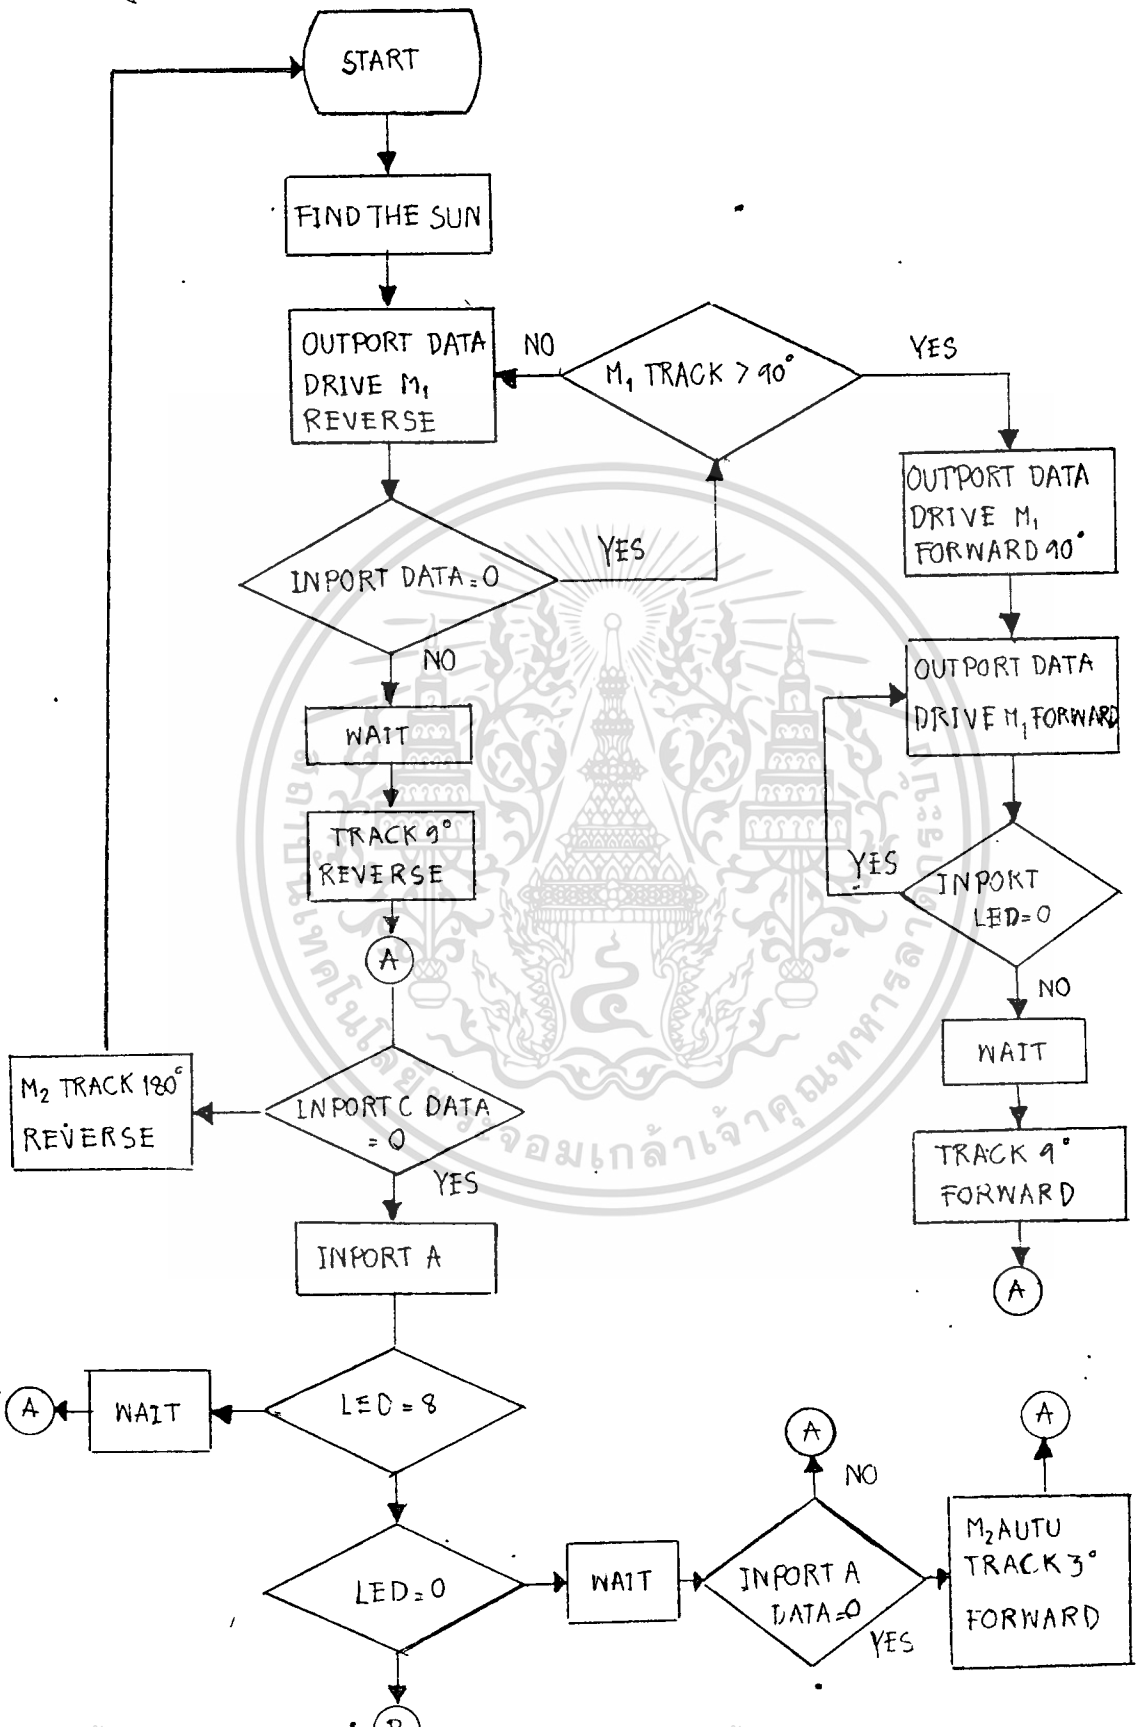 START
FIND THE SUN
OUTPORT DATA
DRIVE M₁
REVERSE
NO
M₁ TRACK > 90°
YES
OUTPORT DATA
DRIVE M₁
FORWARD 90°
INPORT DATA = 0
YES
NO
OUTPORT DATA
DRIVE M₁ FORWARD
WAIT
TRACK 9°
REVERSE
YES
INPORT
LED = 0
NO
A
WAIT
M₂ TRACK 180°
REVERSE
INPORT C DATA
= 0
YES
TRACK 9°
FORWARD
INPORT A
A
A
WAIT
LED = 8
A
NO
A
LED = 0
WAIT
INPORT A
DATA = 0
YES
M₂ AUTU
TRACK 3°
FORWARD
B